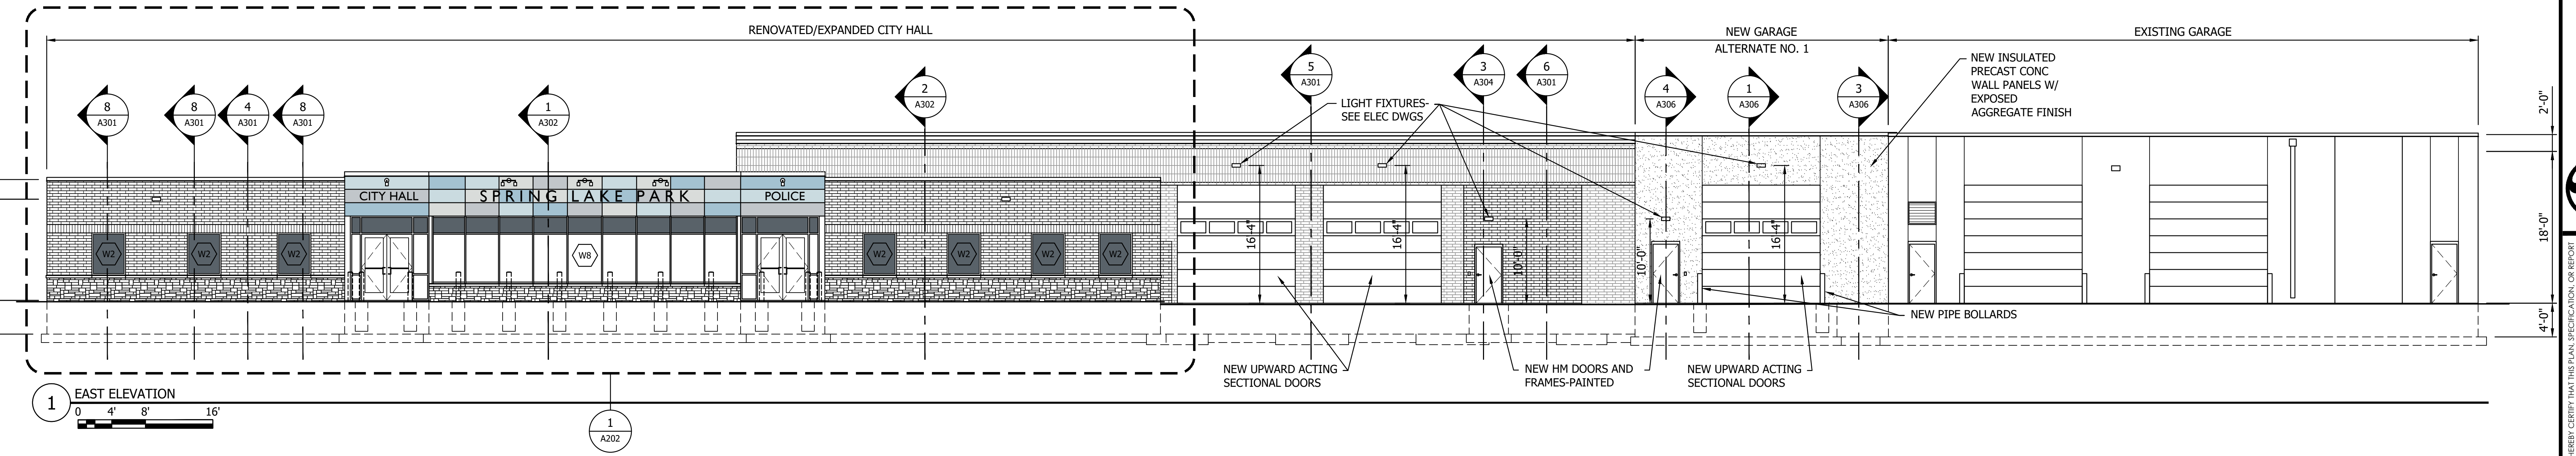 RENOVATED/EXPANDED CITY HALL
NEW GARAGE
ALTERNATE NO. 1
EXISTING GARAGE
NEW INSULATED
PRECAST CONC
WALL PANELS W/
EXPOSED
AGGREGATE FINISH
8
A301
8
A301
4
A301
8
A301
1
A302
2
A302
5
A301
3
A304
6
A301
4
A306
1
A306
3
A306
LIGHT FIXTURES-
SEE ELEC DWGS
2'-0"
18'-0"
4'-0"
CITY HALL
SPRING LAKE PARK
POLICE
W2
W2
W2
W8
W2
W2
W2
W2
16'-4"
16'-4"
10'-0"
10'-0"
16'-4"
NEW PIPE BOLLARDS
NEW UPWARD ACTING
SECTIONAL DOORS
NEW HM DOORS AND
FRAMES-PAINTED
NEW UPWARD ACTING
SECTIONAL DOORS
1
EAST ELEVATION
0 4' 8' 16'
1
A202
EREBY CERTIFY THAT THIS PLAN, SPECIFICATION, OR REPORT